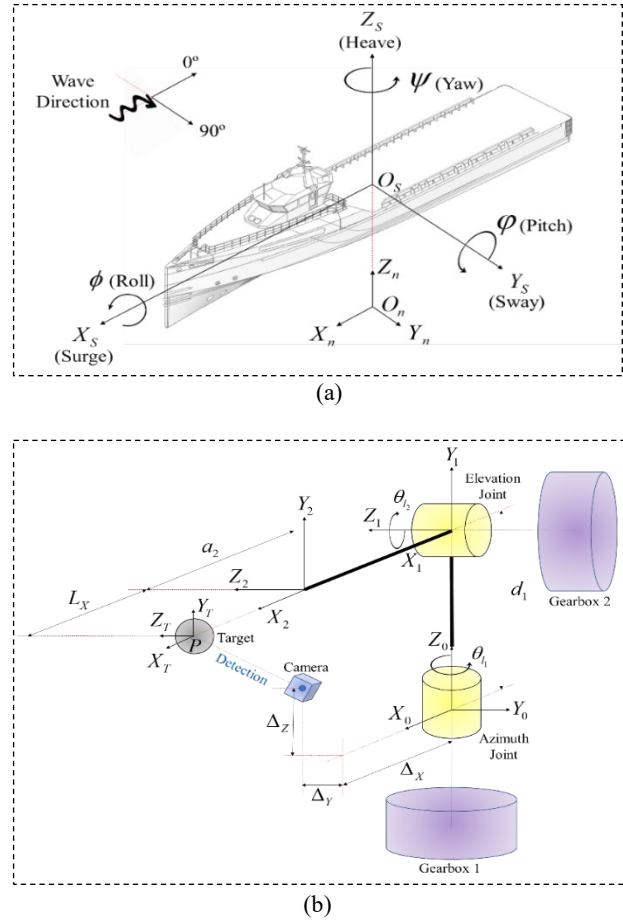 Z_S
(Heave)
0°
Wave
Direction
ψ (Yaw)
90°
O_S
φ (Pitch)
Z_n
ϕ (Roll)
Y_S
(Sway)
O_n
X_S
(Surge)
X_n
Y_n
(a)
Y_1
Elevation
Joint
θ_{l_2}
Z_1
Y_2
a_2
X_1
d_1
Gearbox 2
Z_2
L_X
X_2
Z_0
Y_T
Z_T
P
Target
θ_{l_1}
X_T
Detection
Camera
X_0
Y_0
Δ_Z
Azimuth
Joint
Δ_X
Δ_Y
Gearbox 1
(b)